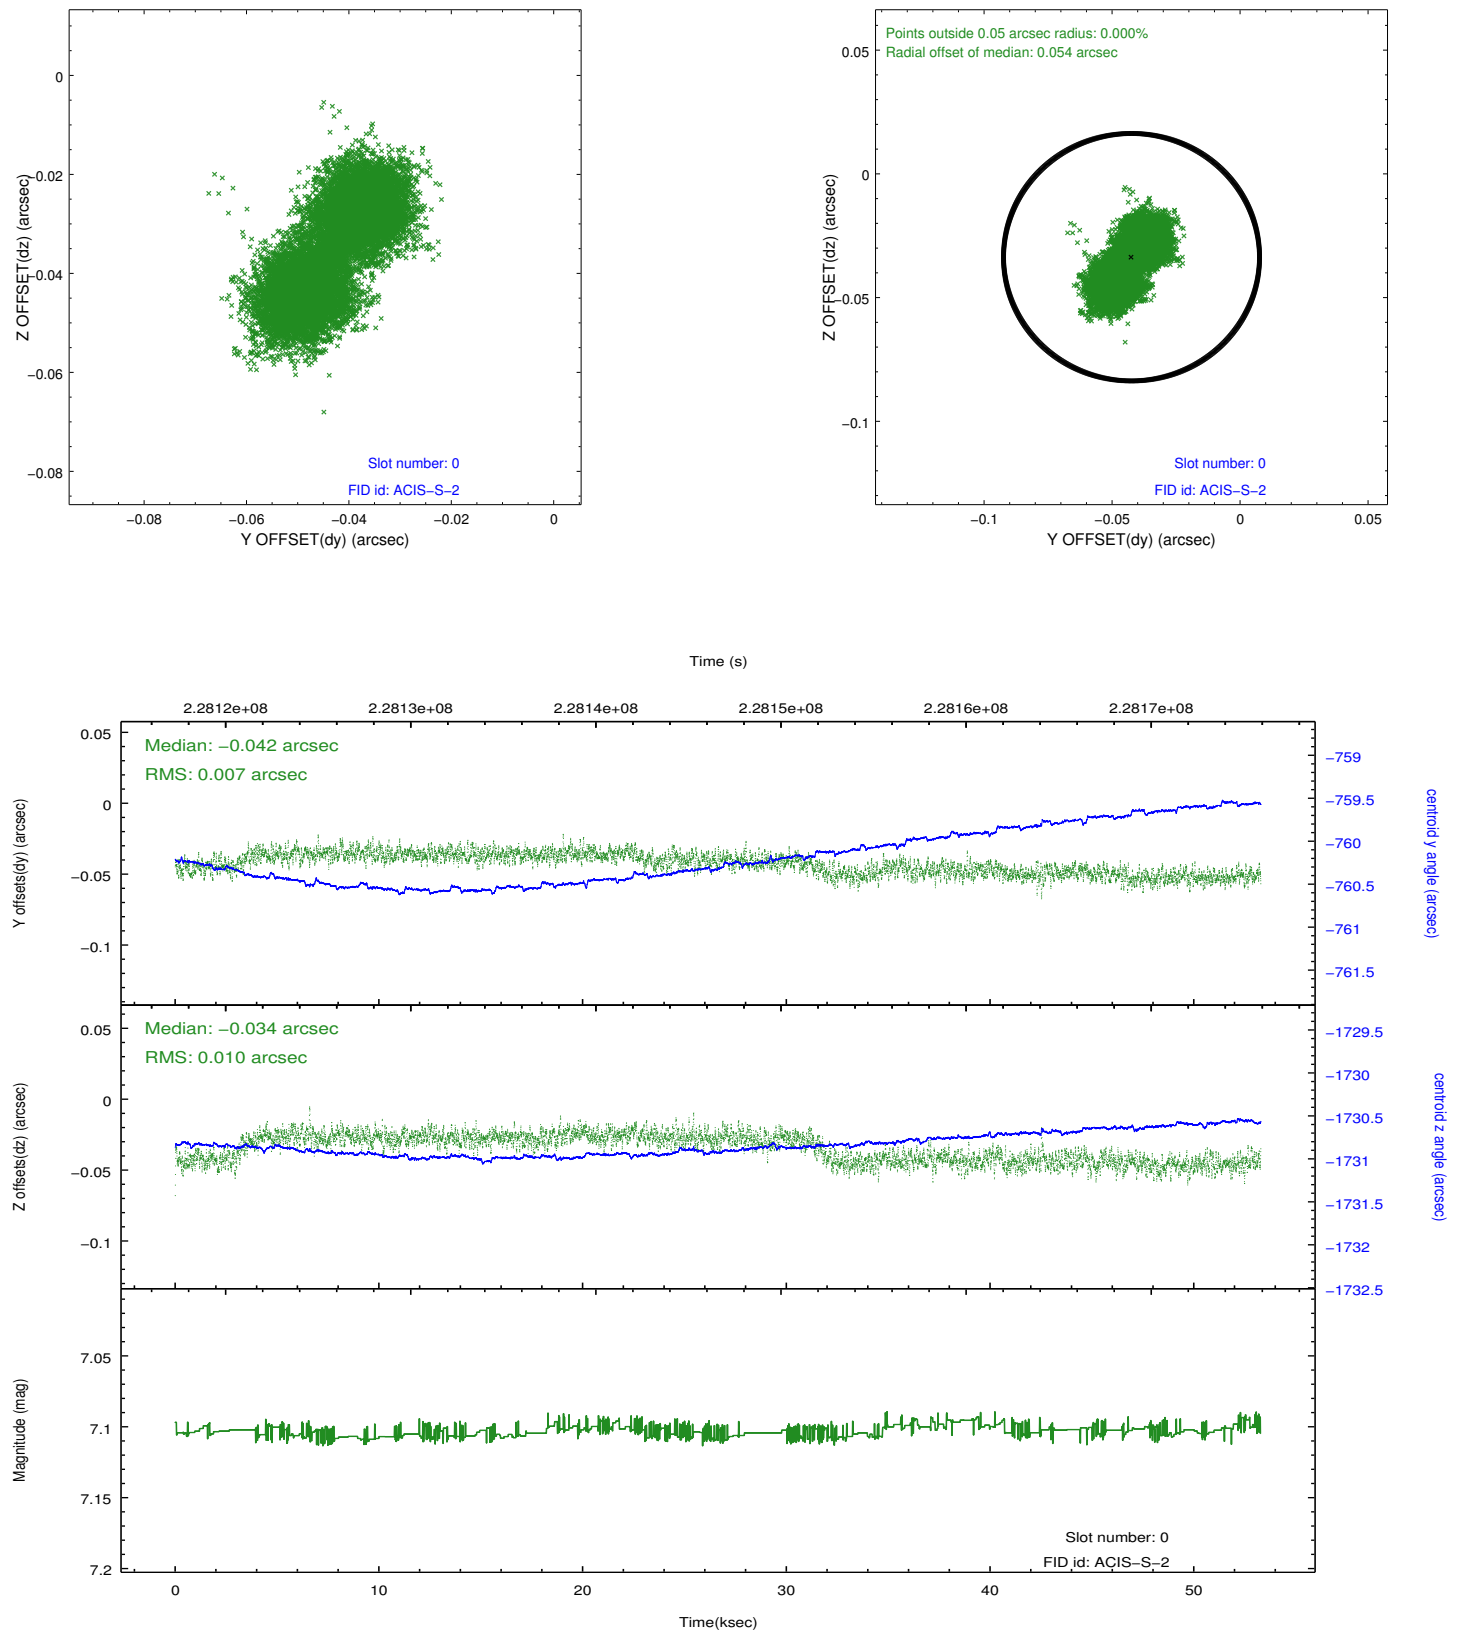 0
−0.02
−0.04
−0.06
−0.08
Z OFFSET(dz) (arcsec)
Slot number: 0
FID id: ACIS−S−2
−0.08
−0.06
−0.04
−0.02
0
Y OFFSET(dy) (arcsec)
Points outside 0.05 arcsec radius: 0.000%
Radial offset of median: 0.054 arcsec
0.05
0
−0.05
−0.1
Z OFFSET(dz) (arcsec)
Slot number: 0
FID id: ACIS−S−2
−0.1
−0.05
0
0.05
Y OFFSET(dy) (arcsec)
Time (s)
2.2812e+08
2.2813e+08
2.2814e+08
2.2815e+08
2.2816e+08
2.2817e+08
Median: −0.042 arcsec
RMS: 0.007 arcsec
0.05
0
−0.05
−0.1
Y offsets(dy) (arcsec)
−759
−759.5
−760
−760.5
−761
−761.5
centroid y angle (arcsec)
Median: −0.034 arcsec
RMS: 0.010 arcsec
0.05
0
−0.05
−0.1
Z offsets(dz) (arcsec)
−1729.5
−1730
−1730.5
−1731
−1731.5
−1732
−1732.5
centroid z angle (arcsec)
7.05
7.1
7.15
7.2
Magnitude (mag)
Slot number: 0
FID id: ACIS−S−2
0
10
20
30
40
50
Time(ksec)